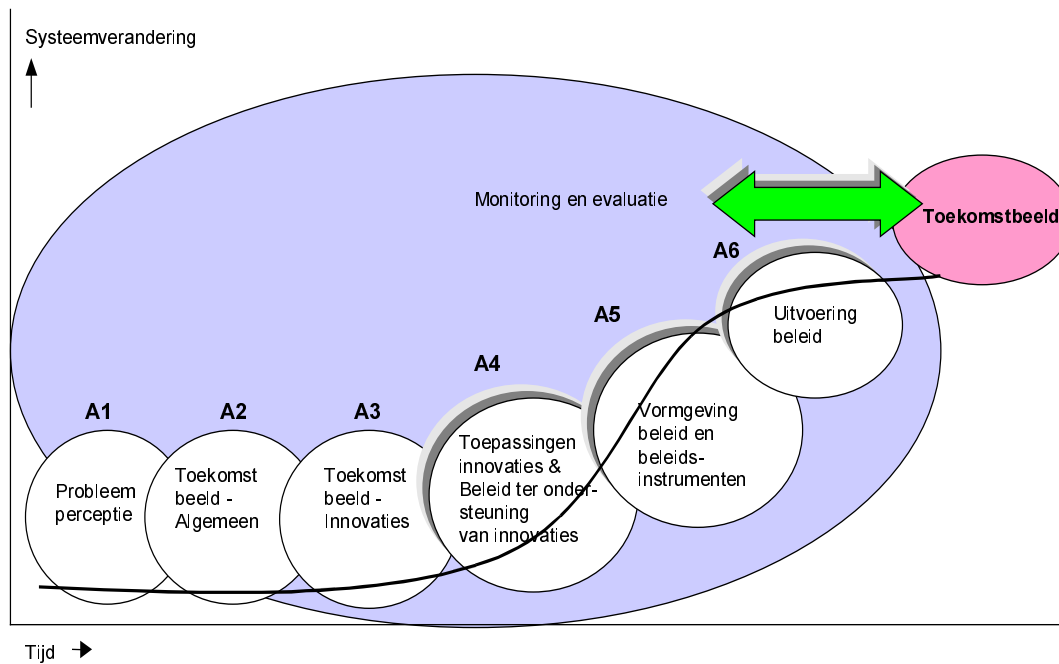 Systeemverandering
Monitoring en evaluatie
Toekomstbeeld
A6
Uitvoering
beleid
A5
Vormgeving
beleid en
beleids-
instrumenten
A4
Toepassingen
innovaties &
Beleid ter onder-
steuning
van innovaties
A1
Probleem
perceptie
A2
Toekomst
beeld -
Algemeen
A3
Toekomst
beeld -
Innovaties
Tijd